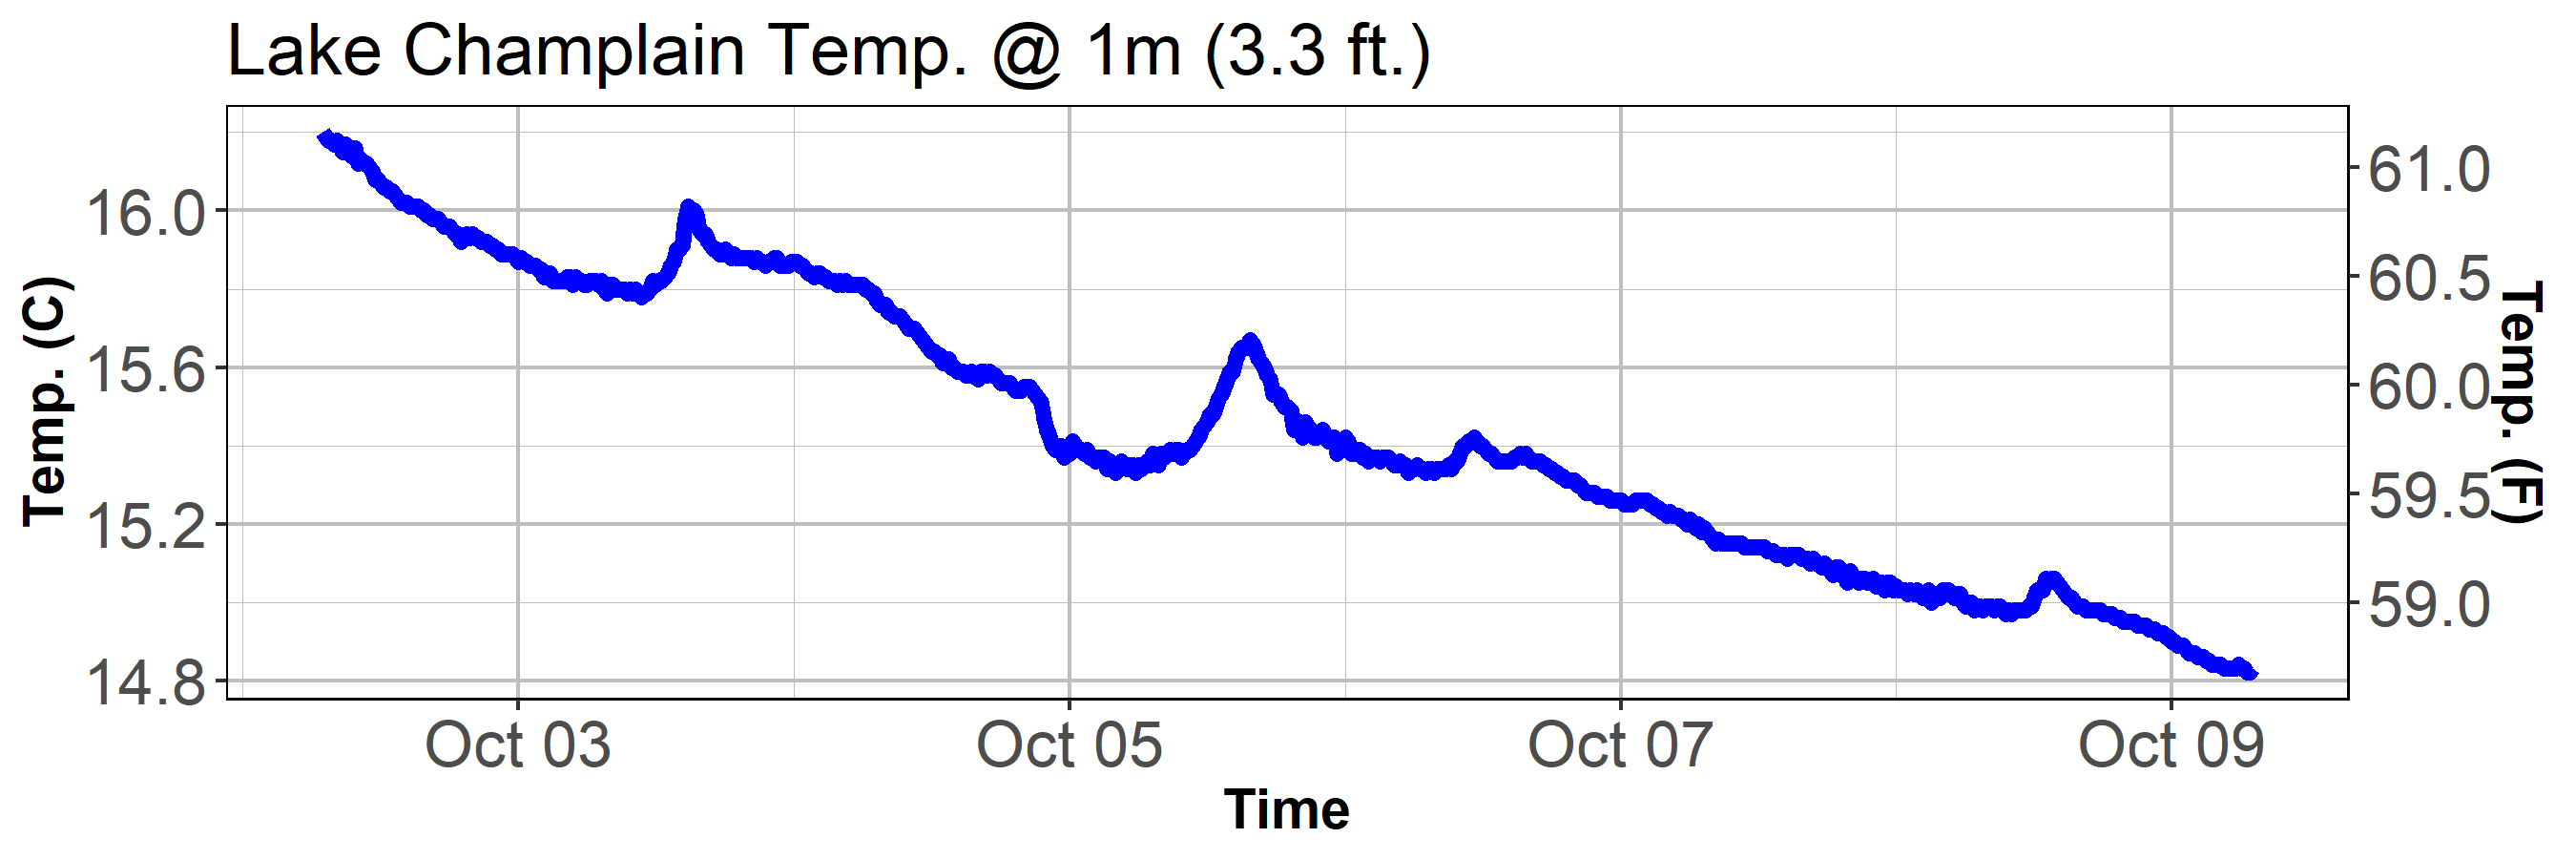 Lake Champlain Temp. @ 1m (3.3 ft.)
Temp. (C)
16.0
15.6
15.2
14.8
61.0
60.5
60.0
59.5
59.0
Temp. (F)
Oct 03 Oct 05 Oct 07 Oct 09
Time